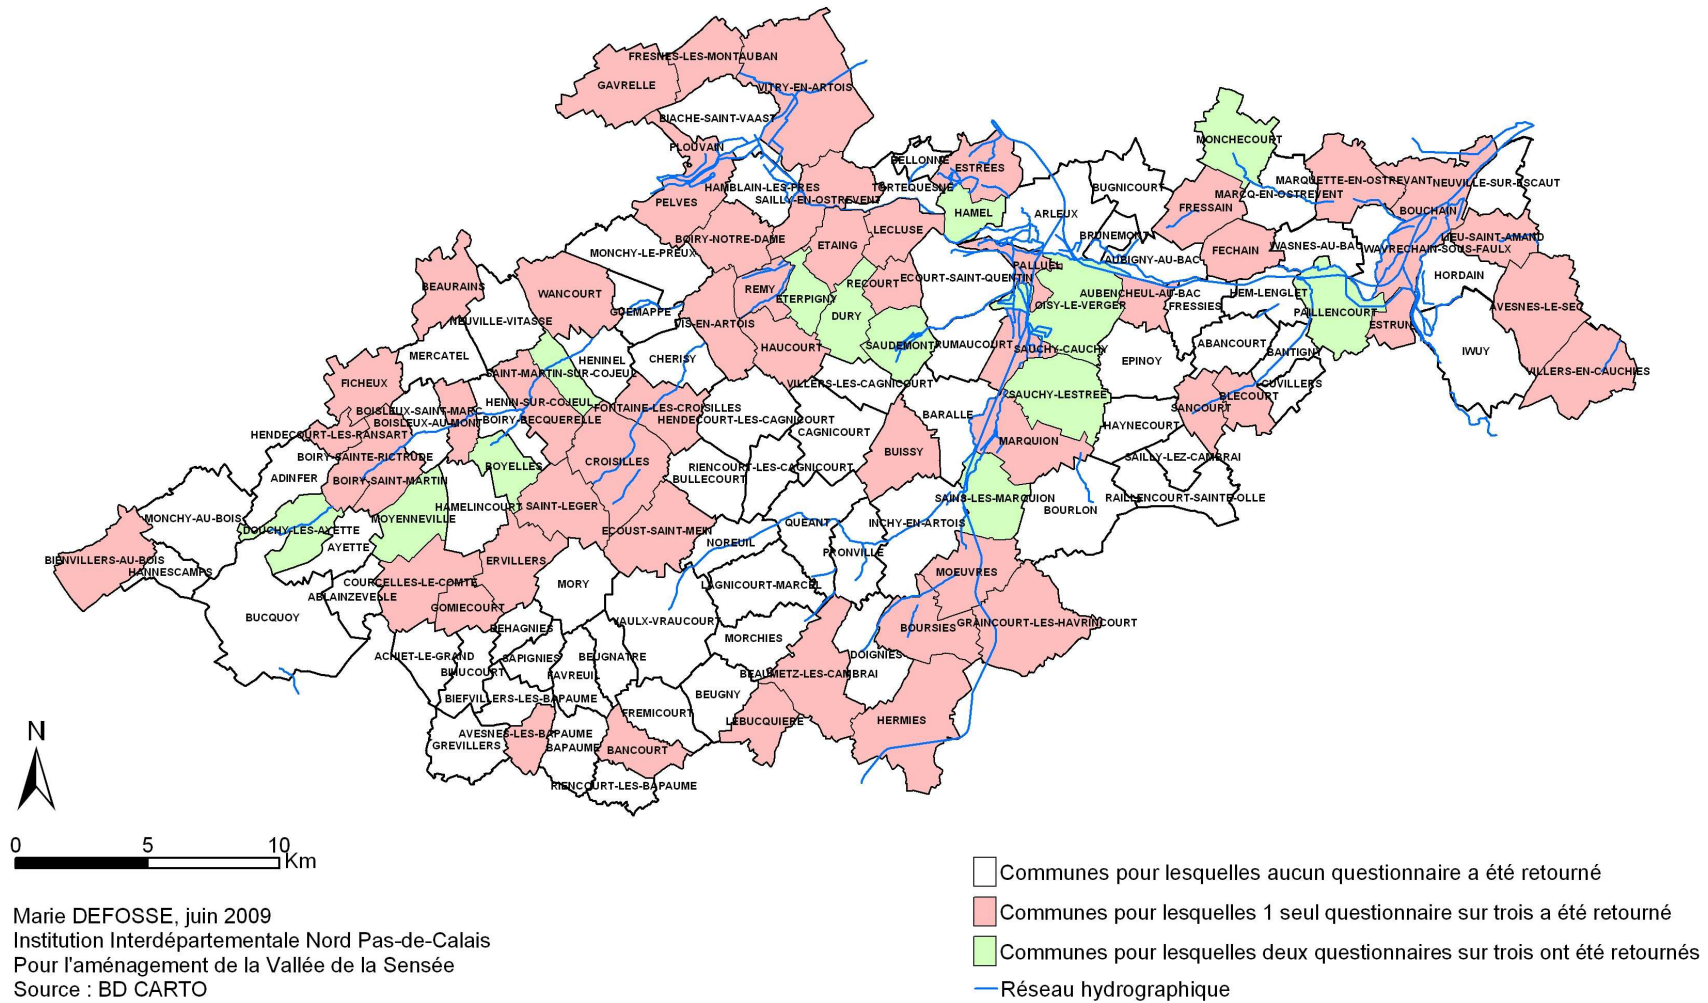 FRESNES-LES-MONTAUBAN
GAVRELLE
VITRY-EN-ARTOIS
BIACHE-SAINT-VAAST
MONCHECOURT
PLOUVAIN
BELLONNE
ESTREES
HAMBLAIN-LES-PRES
TORTEQUESNE
BUGNICOURT
MARQUETTE-EN-OSTREVANT
NEUVILLE-SUR-ESCAUT
MARCQ-EN-OSTREVENT
SAILLY-EN-OSTREVENT
PELVES
FRESSAIN
BOUCHAIN
HAMEL
ARLEUX
LECLUSE
BRUNEMONT
BOIRY-NOTRE-DAME
ETAING
LIEU-SAINT-AMAND
WASNES-AU-BAC
WAVRECHAIN-SOUS-FAULX
FECHAIN
MONCHY-LE-PREUX
AUBIGNY-AU-BAC
PALLUEL
HORDAIN
ECOURT-SAINT-QUENTIN
RECOURT
BEAURAINS
WANCOURT
REMY
ETERPIGNY
AUBENCHEUL-AU-BAC
HEM-LENGLET
OISY-LE-VERGER
FRESSIES
AVESNES-LE-SEC
GUEMAPPE
PAILLENCOURT
DURY
NEUVILLE-VITASSE
VIS-EN-ARTOIS
ESTRUN
SAUDEMONT
RUMAUCOURT
ABANCOURT
HAUCOURT
SAUCHY-CAUCHY
BANTIGNY
IWUY
MERCATEL
HENINEL
CHERISY
EPINOY
VILLERS-EN-CAUCHIES
SAINT-MARTIN-SUR-COJEUL
FICHEUX
VILLERS-LES-CAGNICOURT
CUVILLERS
SAUCHY-LESTREE
BLECOURT
HENIN-SUR-COJEUL
FONTAINE-LES-CROISILLES
SANCOURT
BOISLEUX-SAINT-MARC
BARALLE
BOISLEUX-AU-MONT
BOIRY-BECQUERELLE
HENDECOURT-LES-CAGNICOURT
HAYNECOURT
CAGNICOURT
HENDECOURT-LES-RANSART
MARQUION
BUISSY
BOIRY-SAINTE-RICTRUDE
SAILLY-LEZ-CAMBRAI
CROISILLES
BOYELLES
RIENCOURT-LES-CAGNICOURT
ADINFER
BOIRY-SAINT-MARTIN
BULLECOURT
SAINS-LES-MARQUION
RAILLENCOURT-SAINTE-OLLE
HAMELINCOURT
SAINT-LEGER
BOURLON
MONCHY-AU-BOIS
MOYENNEVILLE
QUEANT
INCHY-EN-ARTOIS
DOUCHY-LES-AYETTE
ECOUST-SAINT-MEIN
NOREUIL
AYETTE
PRONVILLE
BIENVILLERS-AU-BOIS
ERVILLERS
HANNESCAMPS
MOEUVRES
COURCELLES-LE-COMTE
MORY
LAGNICOURT-MARCEL
ABLAINZEVELLE
GOMIECOURT
BUCQUOY
VAULX-VRAUCOURT
GRAINCOURT-LES-HAVRINCOURT
BEHAGNIES
BOURSIES
MORCHIES
ACHIET-LE-GRAND
SAPIGNIES
BEUGNATRE
DOIGNIES
BIHUCOURT
FAVREUIL
BEAUMETZ-LES-CAMBRAI
BEUGNY
BIEFVILLERS-LES-BAPAUME
FREMICOURT
LEBUCQUIERE
HERMIES
AVESNES-LES-BAPAUME
GREVILLERS
BAPAUME
BANCOURT
RIENCOURT-LES-BAPAUME
N
0 5 10
Km
Marie DEFOSSE, juin 2009
Institution Interdépartementale Nord Pas-de-Calais
Pour l'aménagement de la Vallée de la Sensée
Source : BD CARTO
Communes pour lesquelles aucun questionnaire a été retourné
Communes pour lesquelles 1 seul questionnaire sur trois a été retourné
Communes pour lesquelles deux questionnaires sur trois ont été retournés
Réseau hydrographique